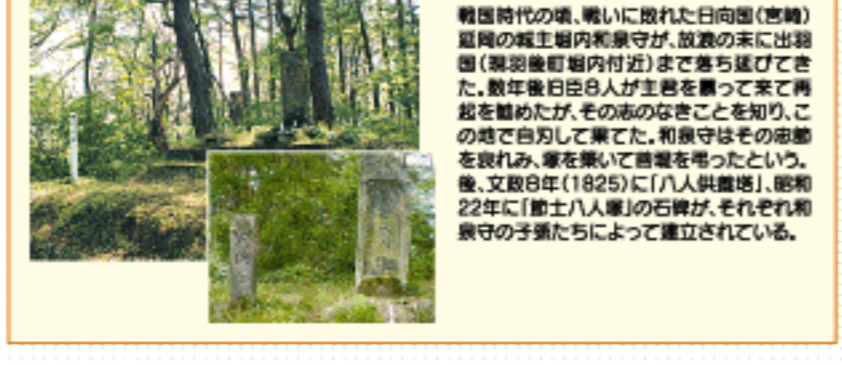 戦国時代の頃、戦いに敗れた日向国(宮崎)
延岡の城主堀内和泉守が、放浪の末に出羽
国(現羽後町堀内付近)まで落ち延びてき
た。数年後旧臣8人が主君を慕って来て再
起を勧めたが、その志のなきことを知り、こ
の地で自刃して果てた。和泉守はその忠節
を哀れみ、塚を築いて菩提を弔ったという。
後、文政8年(1825)に「八人供養塔」、昭和
22年に「節士八人塚」の石碑が、それぞれ和
泉守の子孫たちによって建立されている。